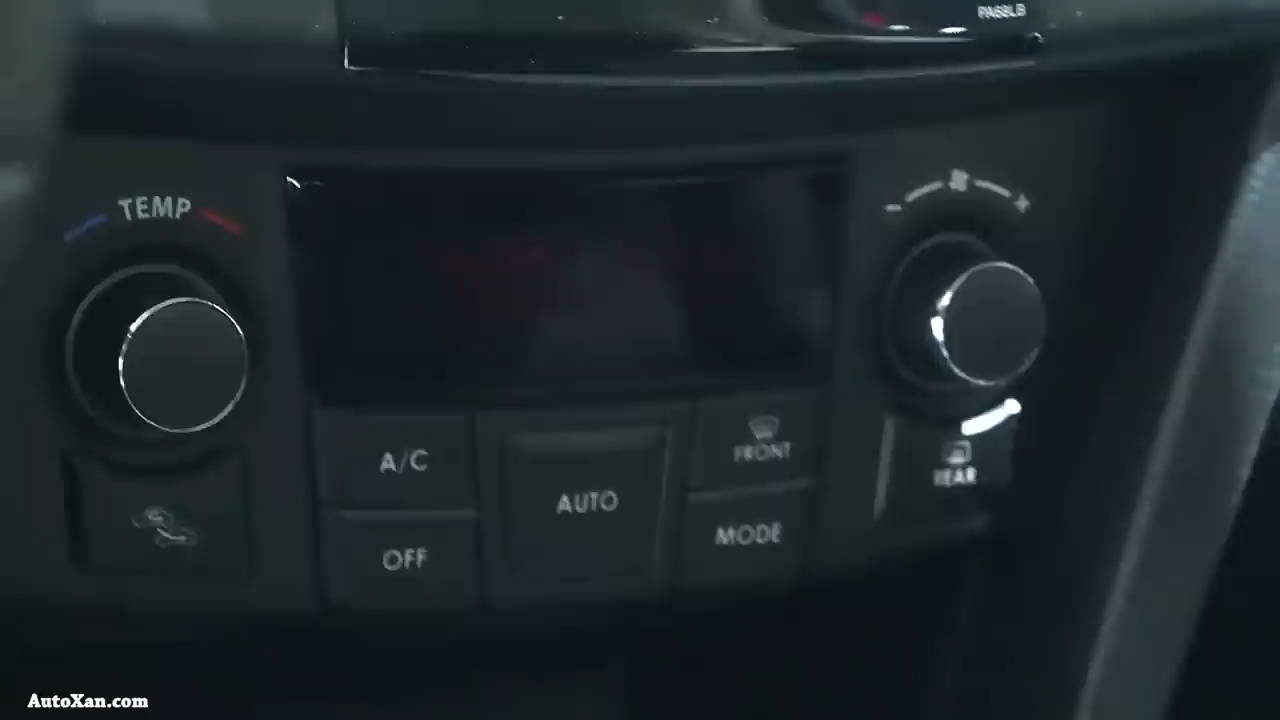 TEMP
- +
A/C
AUTO
FRONT
OFF
MODE
REAR
AutoXan.com